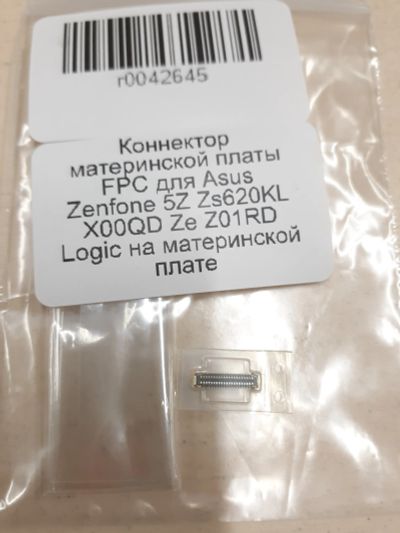 r0042645
Коннектор
материнской платы
FPC для Asus
Zenfone 5Z Zs620KL
X00QD Ze Z01RD
Logic на материнской
плате